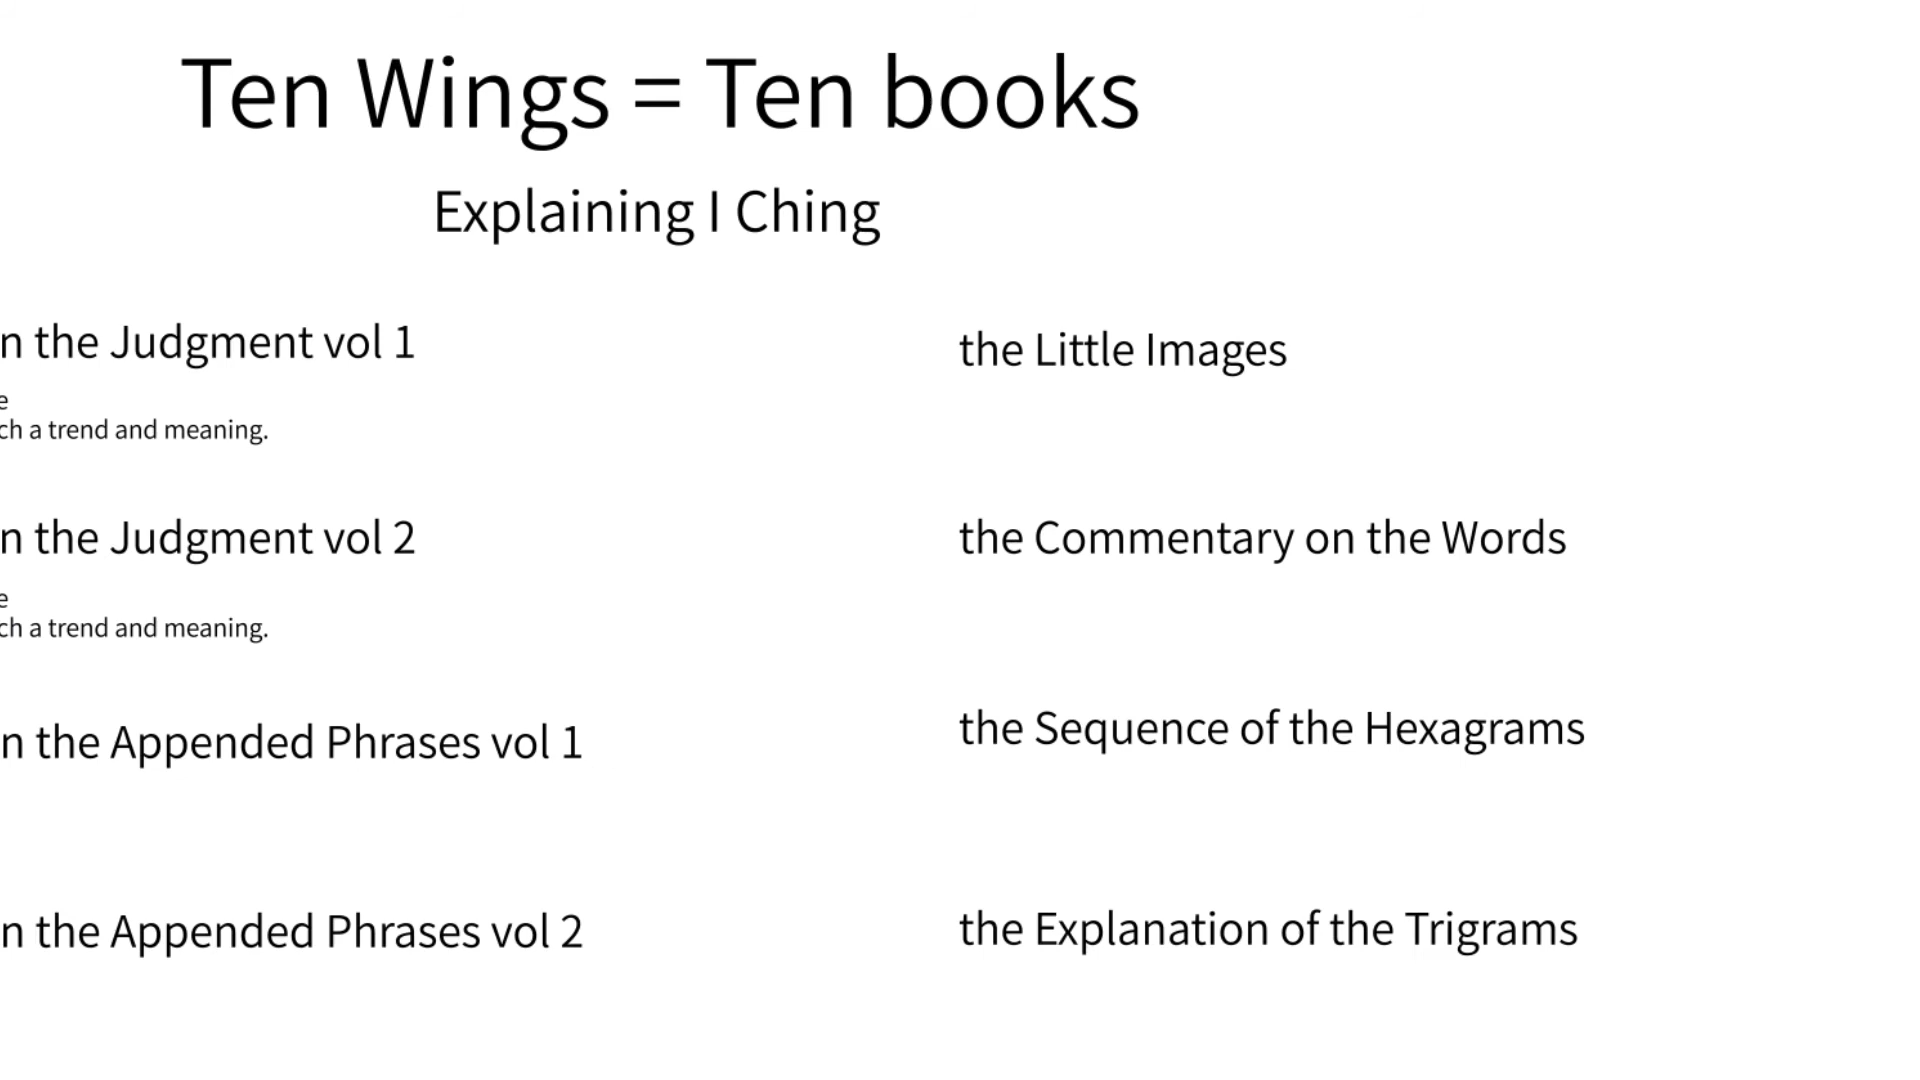 Ten Wings = Ten books
Explaining I Ching
n the Judgment vol 1
e
ch a trend and meaning.
n the Judgment vol 2
e
ch a trend and meaning.
n the Appended Phrases vol 1
n the Appended Phrases vol 2
the Little Images
the Commentary on the Words
the Sequence of the Hexagrams
the Explanation of the Trigrams